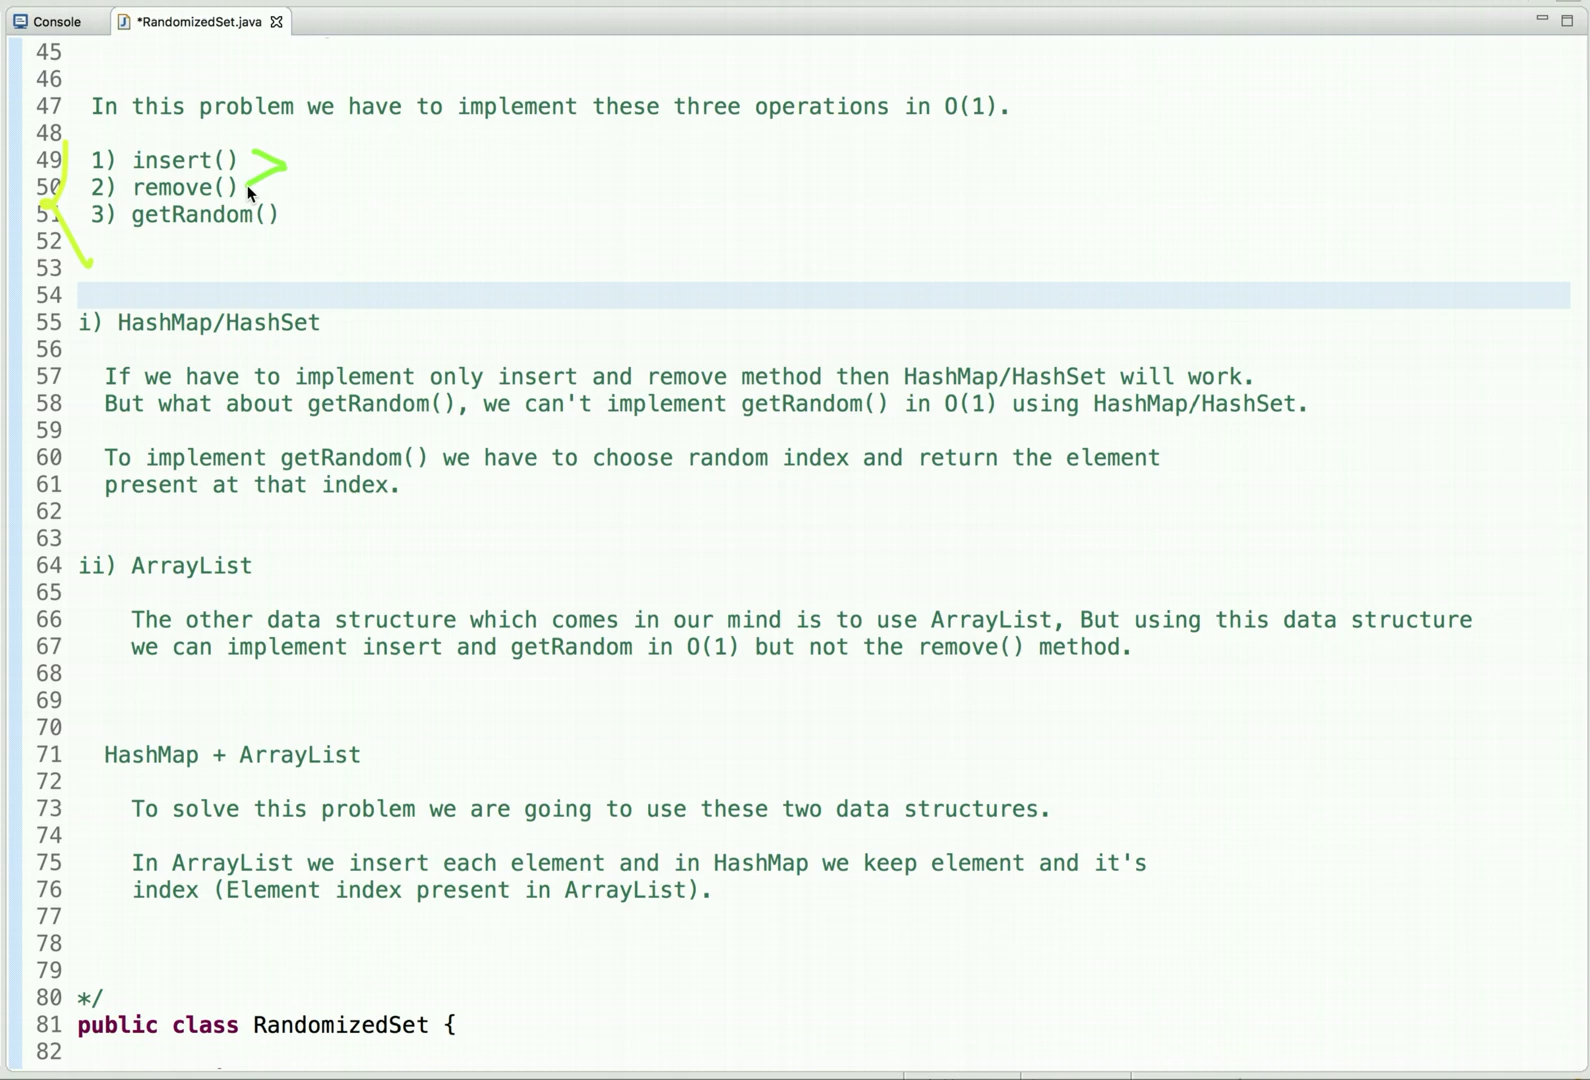 Console
*RandomizedSet.java
45
46
47 In this problem we have to implement these three operations in O(1).
48
49 1) insert()
50 2) remove()
51 3) getRandom()
52
53
54
55 i) HashMap/HashSet
56
57 If we have to implement only insert and remove method then HashMap/HashSet will work.
58 But what about getRandom(), we can't implement getRandom() in O(1) using HashMap/HashSet.
59
60 To implement getRandom() we have to choose random index and return the element
61 present at that index.
62
63
64 ii) ArrayList
65
66 The other data structure which comes in our mind is to use ArrayList, But using this data structure
67 we can implement insert and getRandom in O(1) but not the remove() method.
68
69
70
71 HashMap + ArrayList
72
73 To solve this problem we are going to use these two data structures.
74
75 In ArrayList we insert each element and in HashMap we keep element and it's
76 index (Element index present in ArrayList).
77
78
79
80 */
81 public class RandomizedSet {
82